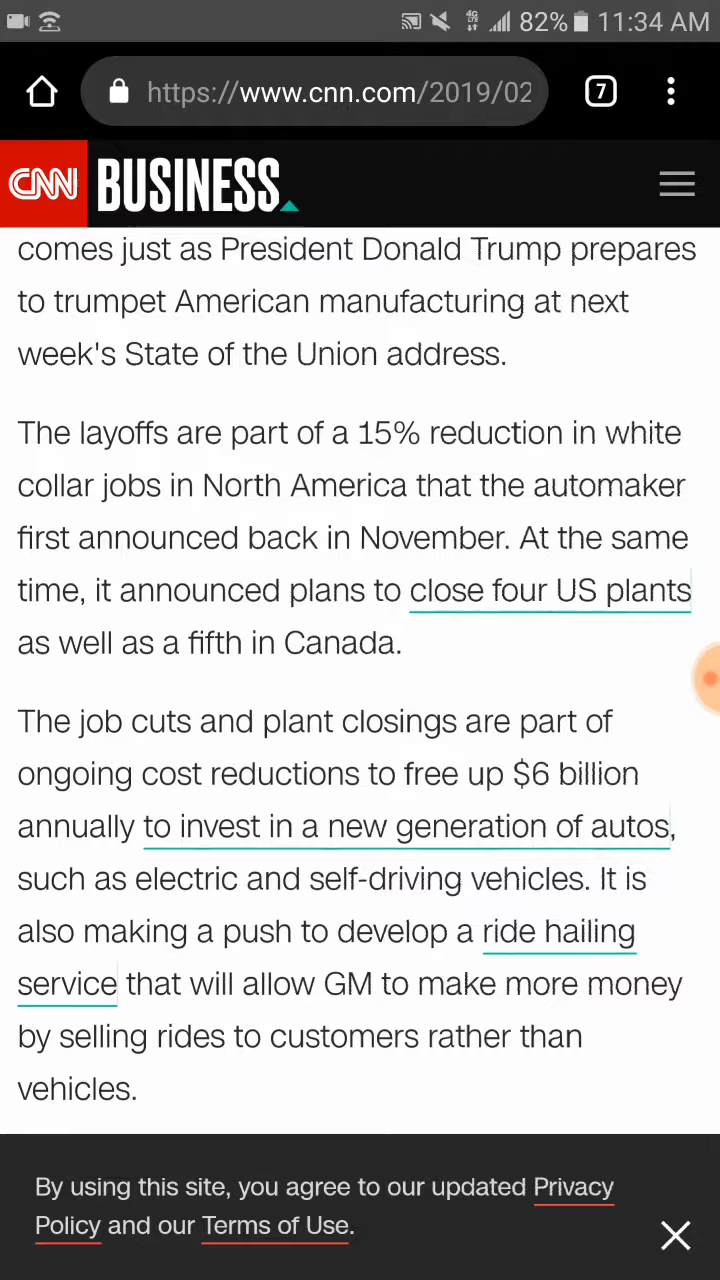 82% 11:34 AM
https://www.cnn.com/2019/02
7
CNN BUSINESS
comes just as President Donald Trump prepares
to trumpet American manufacturing at next
week's State of the Union address.
The layoffs are part of a 15% reduction in white
collar jobs in North America that the automaker
first announced back in November. At the same
time, it announced plans to close four US plants
as well as a fifth in Canada.
The job cuts and plant closings are part of
ongoing cost reductions to free up $6 billion
annually to invest in a new generation of autos,
such as electric and self-driving vehicles. It is
also making a push to develop a ride hailing
service that will allow GM to make more money
by selling rides to customers rather than
vehicles.
By using this site, you agree to our updated Privacy
Policy and our Terms of Use.